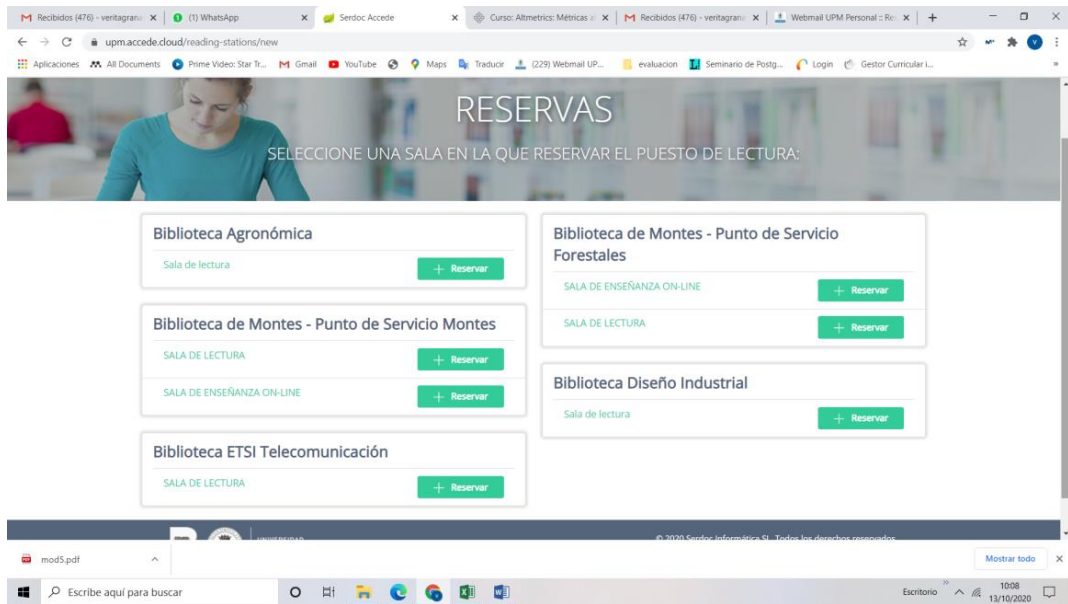 Recibidos (476) - veritagrana
(1) WhatsApp
Serdoc Accede
Curso: Altmetrics: Métricas a
Recibidos (476) - veritagrana
Webmail UPM Personal :: Re
upm.accede.cloud/reading-stations/new
Aplicaciones
All Documents
Prime Video: Star Tr...
Gmail
YouTube
Maps
Traducir
(229) Webmail UP...
evaluacion
Seminario de Postg...
Login
Gestor Curricular i...
RESERVAS
SELECCIONE UNA SALA EN LA QUE RESERVAR EL PUESTO DE LECTURA:
Biblioteca Agronómica
Sala de lectura
+ Reservar
Biblioteca de Montes - Punto de Servicio Montes
SALA DE LECTURA
+ Reservar
SALA DE ENSEÑANZA ON-LINE
+ Reservar
Biblioteca ETSI Telecomunicación
SALA DE LECTURA
+ Reservar
Biblioteca de Montes - Punto de Servicio
Forestales
SALA DE ENSEÑANZA ON-LINE
+ Reservar
SALA DE LECTURA
+ Reservar
Biblioteca Diseño Industrial
Sala de lectura
+ Reservar
UNIVERSIDAD
© 2020 Serdoc Informática SL. Todos los derechos reservados
mod5.pdf
Mostrar todo
Escribe aquí para buscar
Escritorio
10:08
13/10/2020